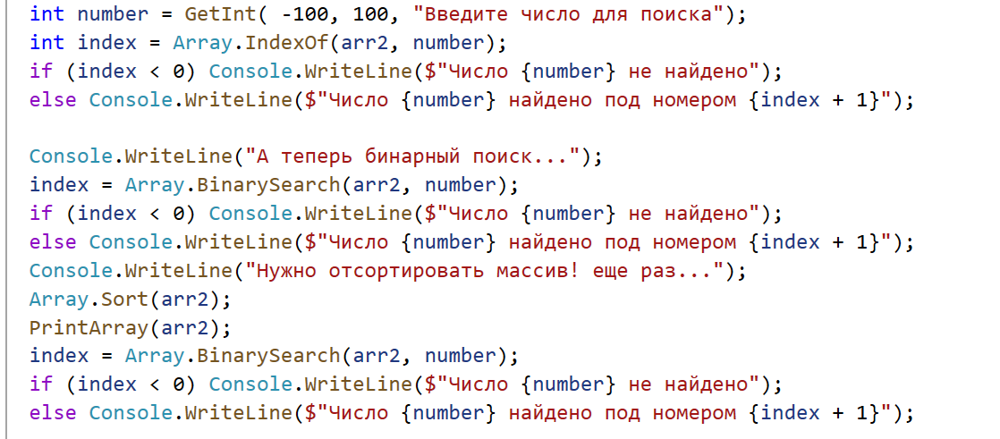 int number = GetInt( -100, 100, "Введите число для поиска");
int index = Array.IndexOf(arr2, number);
if (index < 0) Console.WriteLine($"Число {number} не найдено");
else Console.WriteLine($"Число {number} найдено под номером {index + 1}");
Console.WriteLine("А теперь бинарный поиск...");
index = Array.BinarySearch(arr2, number);
if (index < 0) Console.WriteLine($"Число {number} не найдено");
else Console.WriteLine($"Число {number} найдено под номером {index + 1}");
Console.WriteLine("Нужно отсортировать массив! еще раз...");
Array.Sort(arr2);
PrintArray(arr2);
index = Array.BinarySearch(arr2, number);
if (index < 0) Console.WriteLine($"Число {number} не найдено");
else Console.WriteLine($"Число {number} найдено под номером {index + 1}");